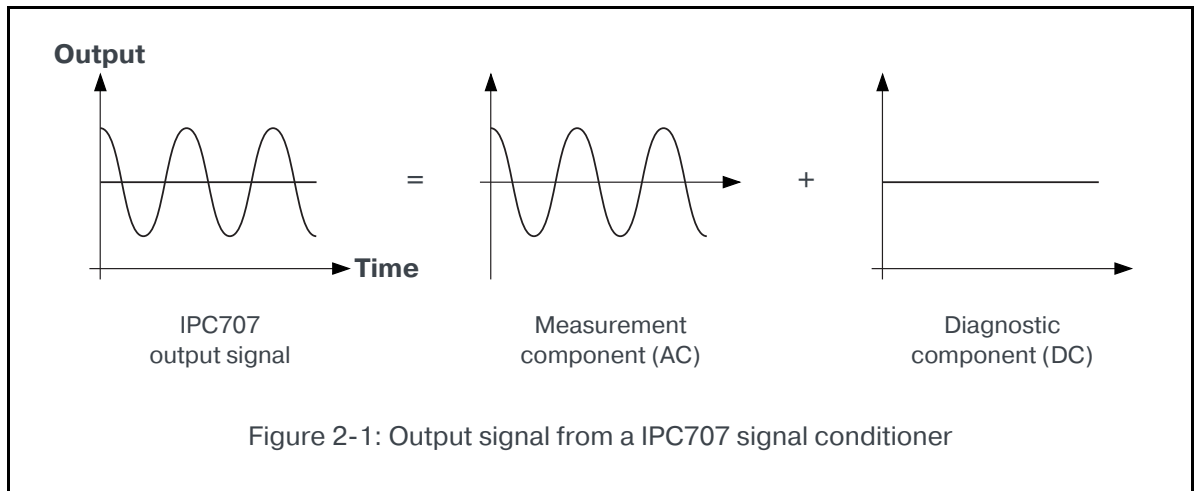 Output
=
+
Time
IPC707
output signal
Measurement
component (AC)
Diagnostic
component (DC)
Figure 2-1: Output signal from a IPC707 signal conditioner